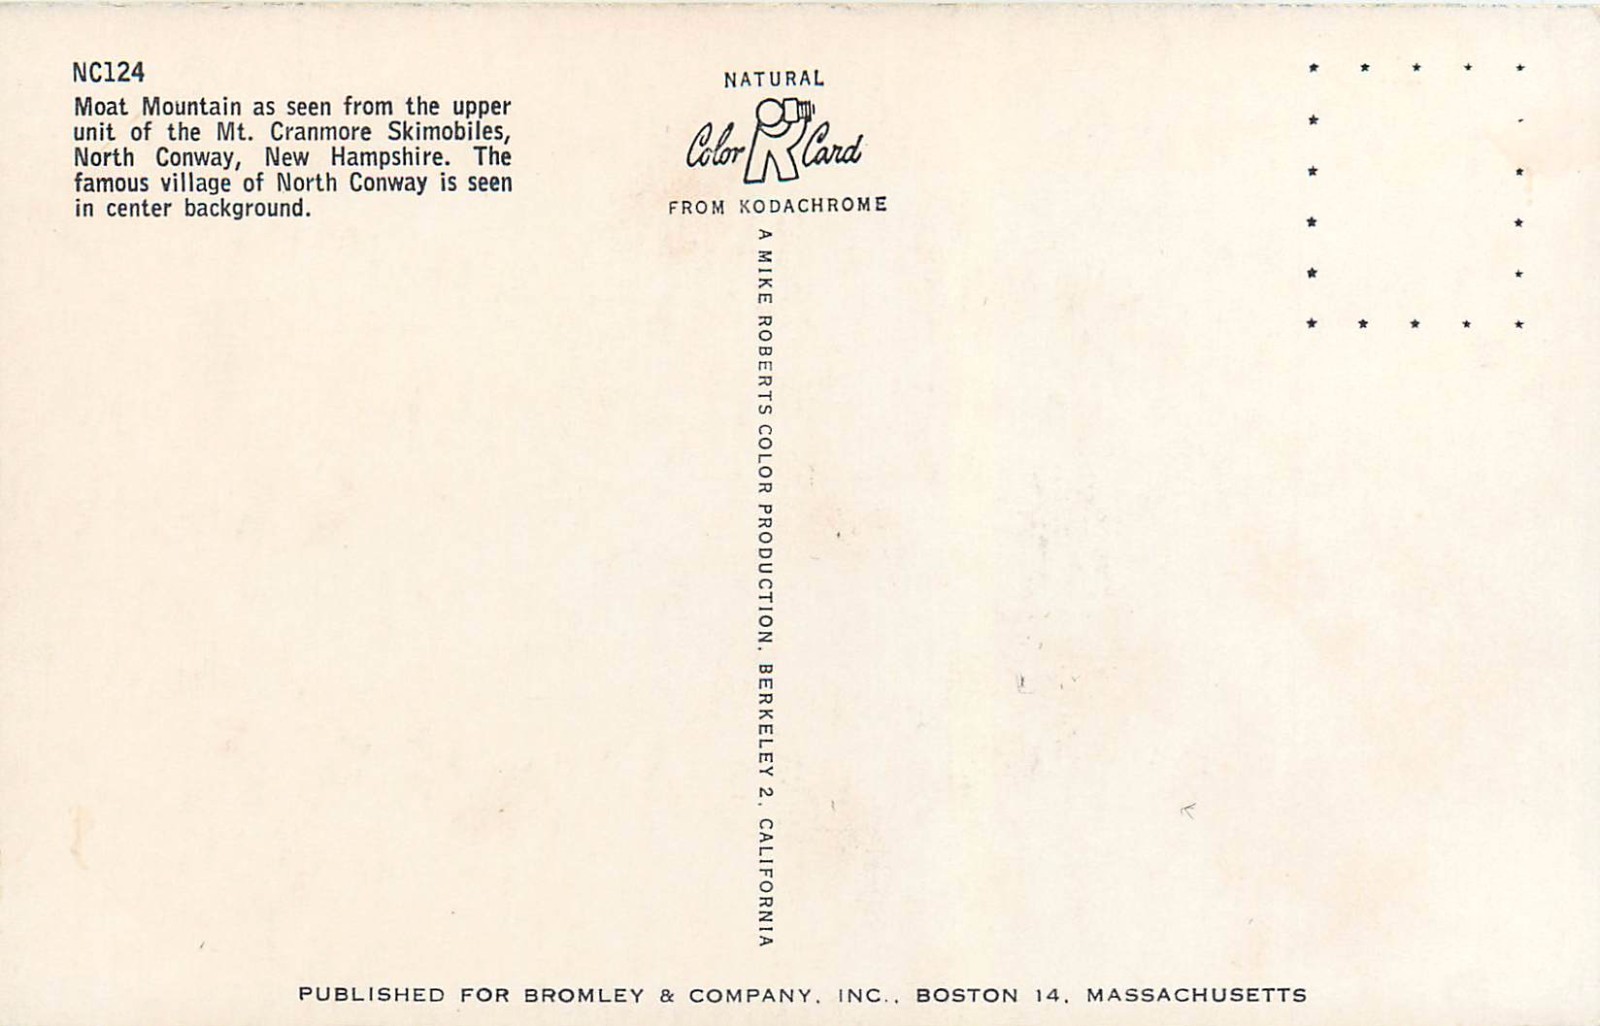 NC124
Moat Mountain as seen from the upper
unit of the Mt. Cranmore Skimobiles,
North Conway, New Hampshire. The
famous village of North Conway is seen
in center background.
NATURAL
Color R Card
FROM KODACHROME
A MIKE ROBERTS COLOR PRODUCTION, BERKELEY 2, CALIFORNIA
PUBLISHED FOR BROMLEY & COMPANY, INC., BOSTON 14, MASSACHUSETTS